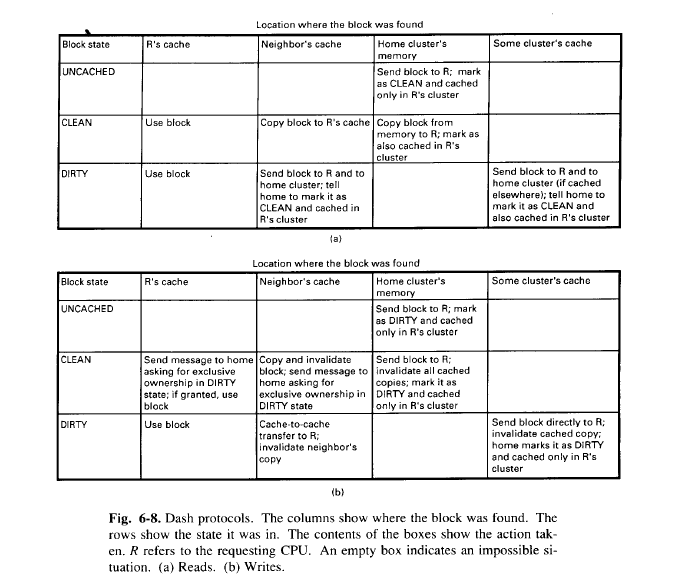 Location where the block was found
Block state
R's cache
Neighbor's cache
Home cluster's
memory
Some cluster's cache
UNCACHED
Send block to R; mark
as CLEAN and cached
only in R's cluster
CLEAN
Use block
Copy block to R's cache
Copy block from
memory to R; mark as
also cached in R's
cluster
DIRTY
Use block
Send block to R and to
home cluster; tell
home to mark it as
CLEAN and cached in
R's cluster
Send block to R and to
home cluster (if cached
elsewhere); tell home to
mark it as CLEAN and
also cached in R's cluster
(a)
Location where the block was found
Block state
R's cache
Neighbor's cache
Home cluster's
memory
Some cluster's cache
UNCACHED
Send block to R; mark
as DIRTY and cached
only in R's cluster
CLEAN
Send message to home
asking for exclusive
ownership in DIRTY
state; if granted, use
block
Copy and invalidate
block; send message to
home asking for
exclusive ownership in
DIRTY state
Send block to R;
invalidate all cached
copies; mark it as
DIRTY and cached
only in R's cluster
DIRTY
Use block
Cache-to-cache
transfer to R;
invalidate neighbor's
copy
Send block directly to R;
invalidate cached copy;
home marks it as DIRTY
and cached only in R's
cluster
(b)
Fig. 6-8. Dash protocols. The columns show where the block was found. The
rows show the state it was in. The contents of the boxes show the action tak-
en. R refers to the requesting CPU. An empty box indicates an impossible si-
tuation. (a) Reads. (b) Writes.